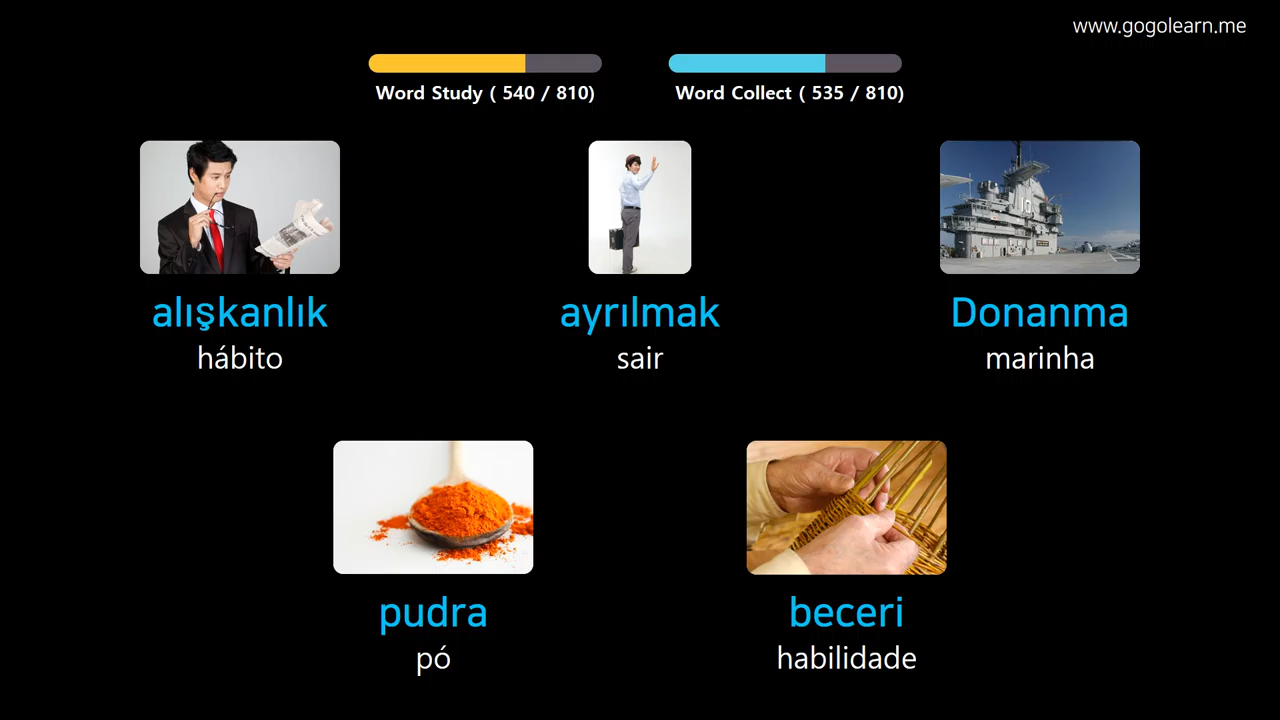 www.gogolearn.me
Word Study ( 540 / 810)
Word Collect ( 535 / 810)
alışkanlık
hábito
ayrılmak
sair
Donanma
marinha
pudra
pó
beceri
habilidade